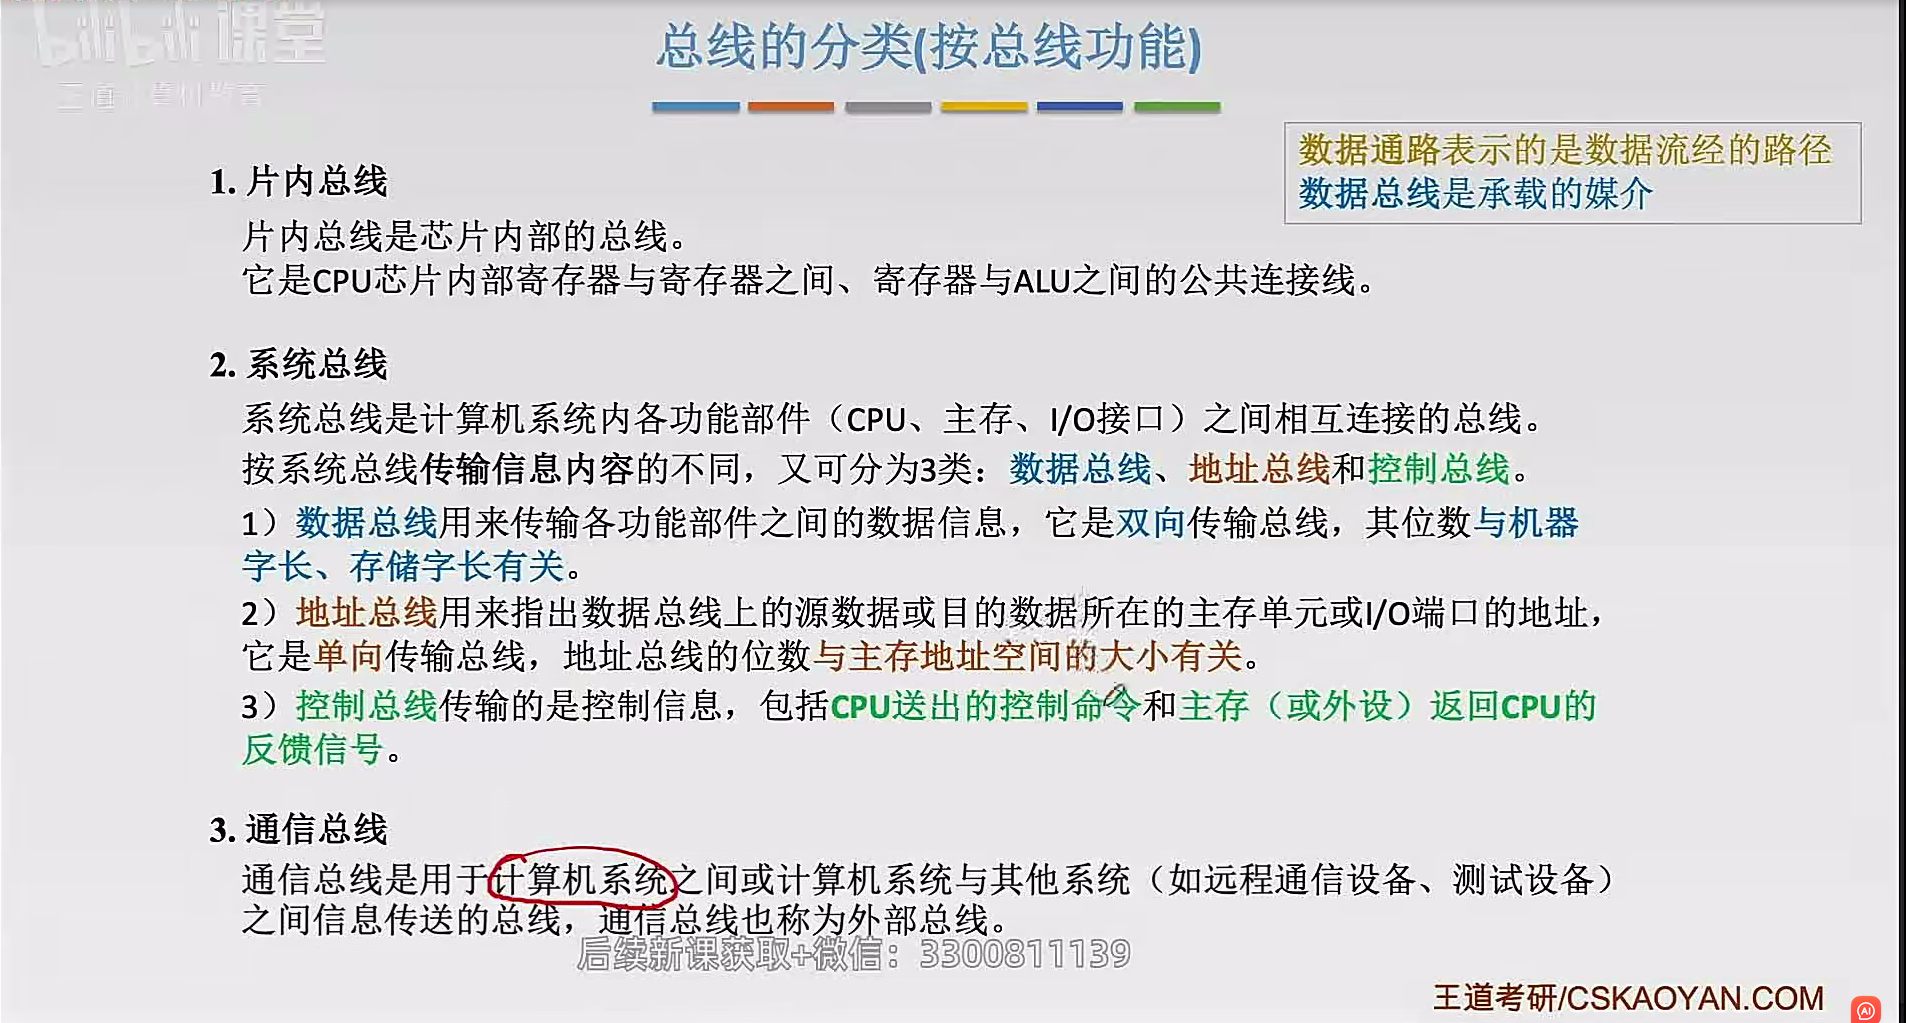 bilibili 课堂
王道计算机教育
总线的分类(按总线功能)
数据通路表示的是数据流经的路径
数据总线是承载的媒介
1. 片内总线
片内总线是芯片内部的总线。
它是CPU芯片内部寄存器与寄存器之间、寄存器与ALU之间的公共连接线。
2. 系统总线
系统总线是计算机系统内各功能部件（CPU、主存、I/O接口）之间相互连接的总线。
按系统总线传输信息内容的不同，又可分为3类：数据总线、地址总线和控制总线。
1）数据总线用来传输各功能部件之间的数据信息，它是双向传输总线，其位数与机器
字长、存储字长有关。
2）地址总线用来指出数据总线上的源数据或目的数据所在的主存单元或I/O端口的地址，
它是单向传输总线，地址总线的位数与主存地址空间的大小有关。
3）控制总线传输的是控制信息，包括CPU送出的控制命令和主存（或外设）返回CPU的
反馈信号。
3. 通信总线
通信总线是用于计算机系统之间或计算机系统与其他系统（如远程通信设备、测试设备）
之间信息传送的总线，通信总线也称为外部总线。
后续新课获取+微信：3300811139
王道考研/CSKAOYAN.COM
AI